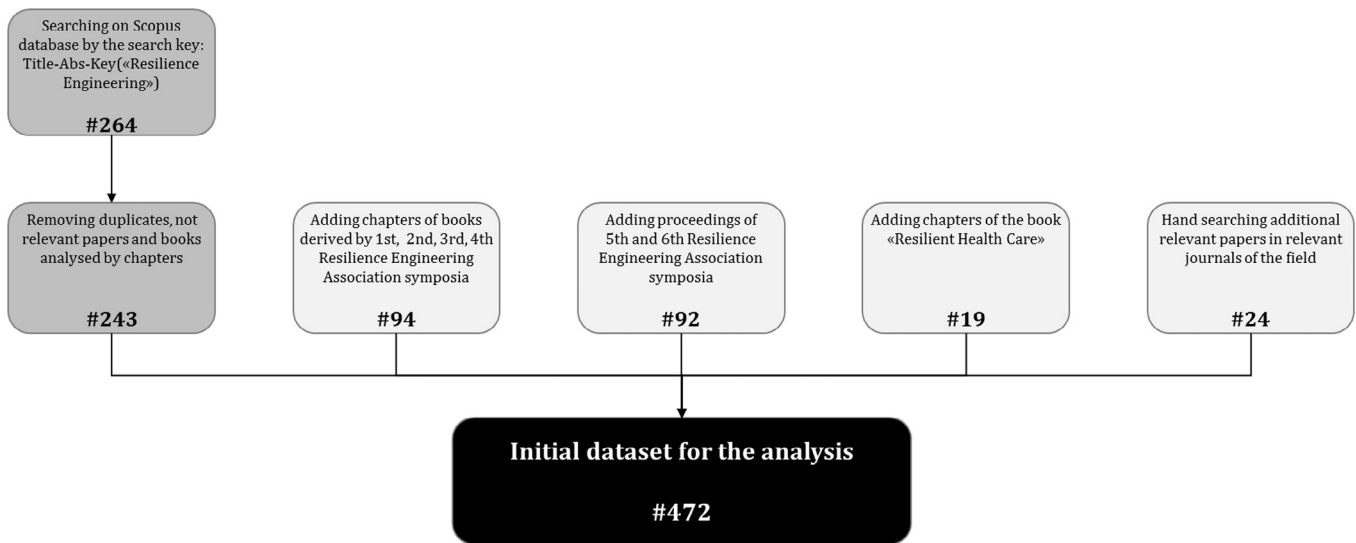 Searching on Scopus
database by the search key:
Title-Abs-Key(«Resilience
Engineering»)
#264
Removing duplicates, not
relevant papers and books
analysed by chapters
#243
Adding chapters of books
derived by 1st, 2nd, 3rd, 4th
Resilience Engineering
Association symposia
#94
Adding proceedings of
5th and 6th Resilience
Engineering Association
symposia
#92
Adding chapters of the book
«Resilient Health Care»
#19
Hand searching additional
relevant papers in relevant
journals of the field
#24
Initial dataset for the analysis
#472